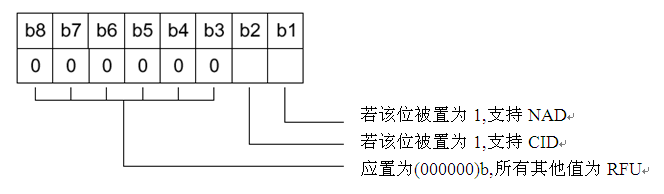 b8 b7 b6 b5 b4 b3 b2 b1
0 0 0 0 0 0
若该位被置为 1,支持 NAD↵
若该位被置为 1,支持 CID↵
应置为(000000)b,所有其他值为 RFU↵